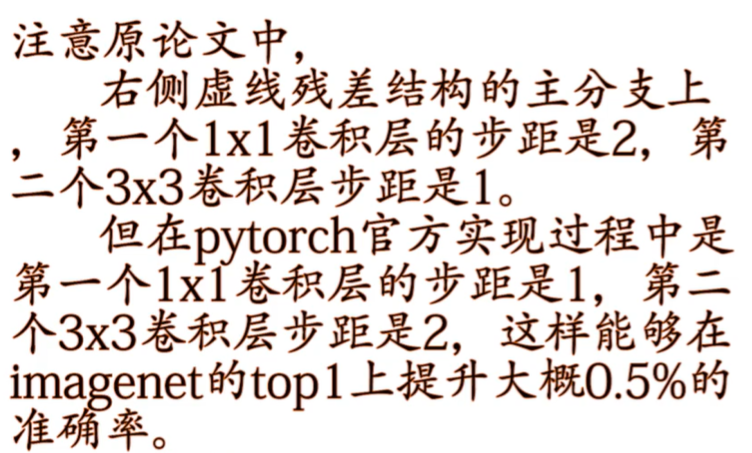 注意原论文中，
右侧虚线残差结构的主分支上
，第一个1x1卷积层的步距是2，第
二个3x3卷积层步距是1。
但在pytorch官方实现过程中是
第一个1x1卷积层的步距是1，第二
个3x3卷积层步距是2，这样能够在
imagenet的top1上提升大概0.5%的
准确率。